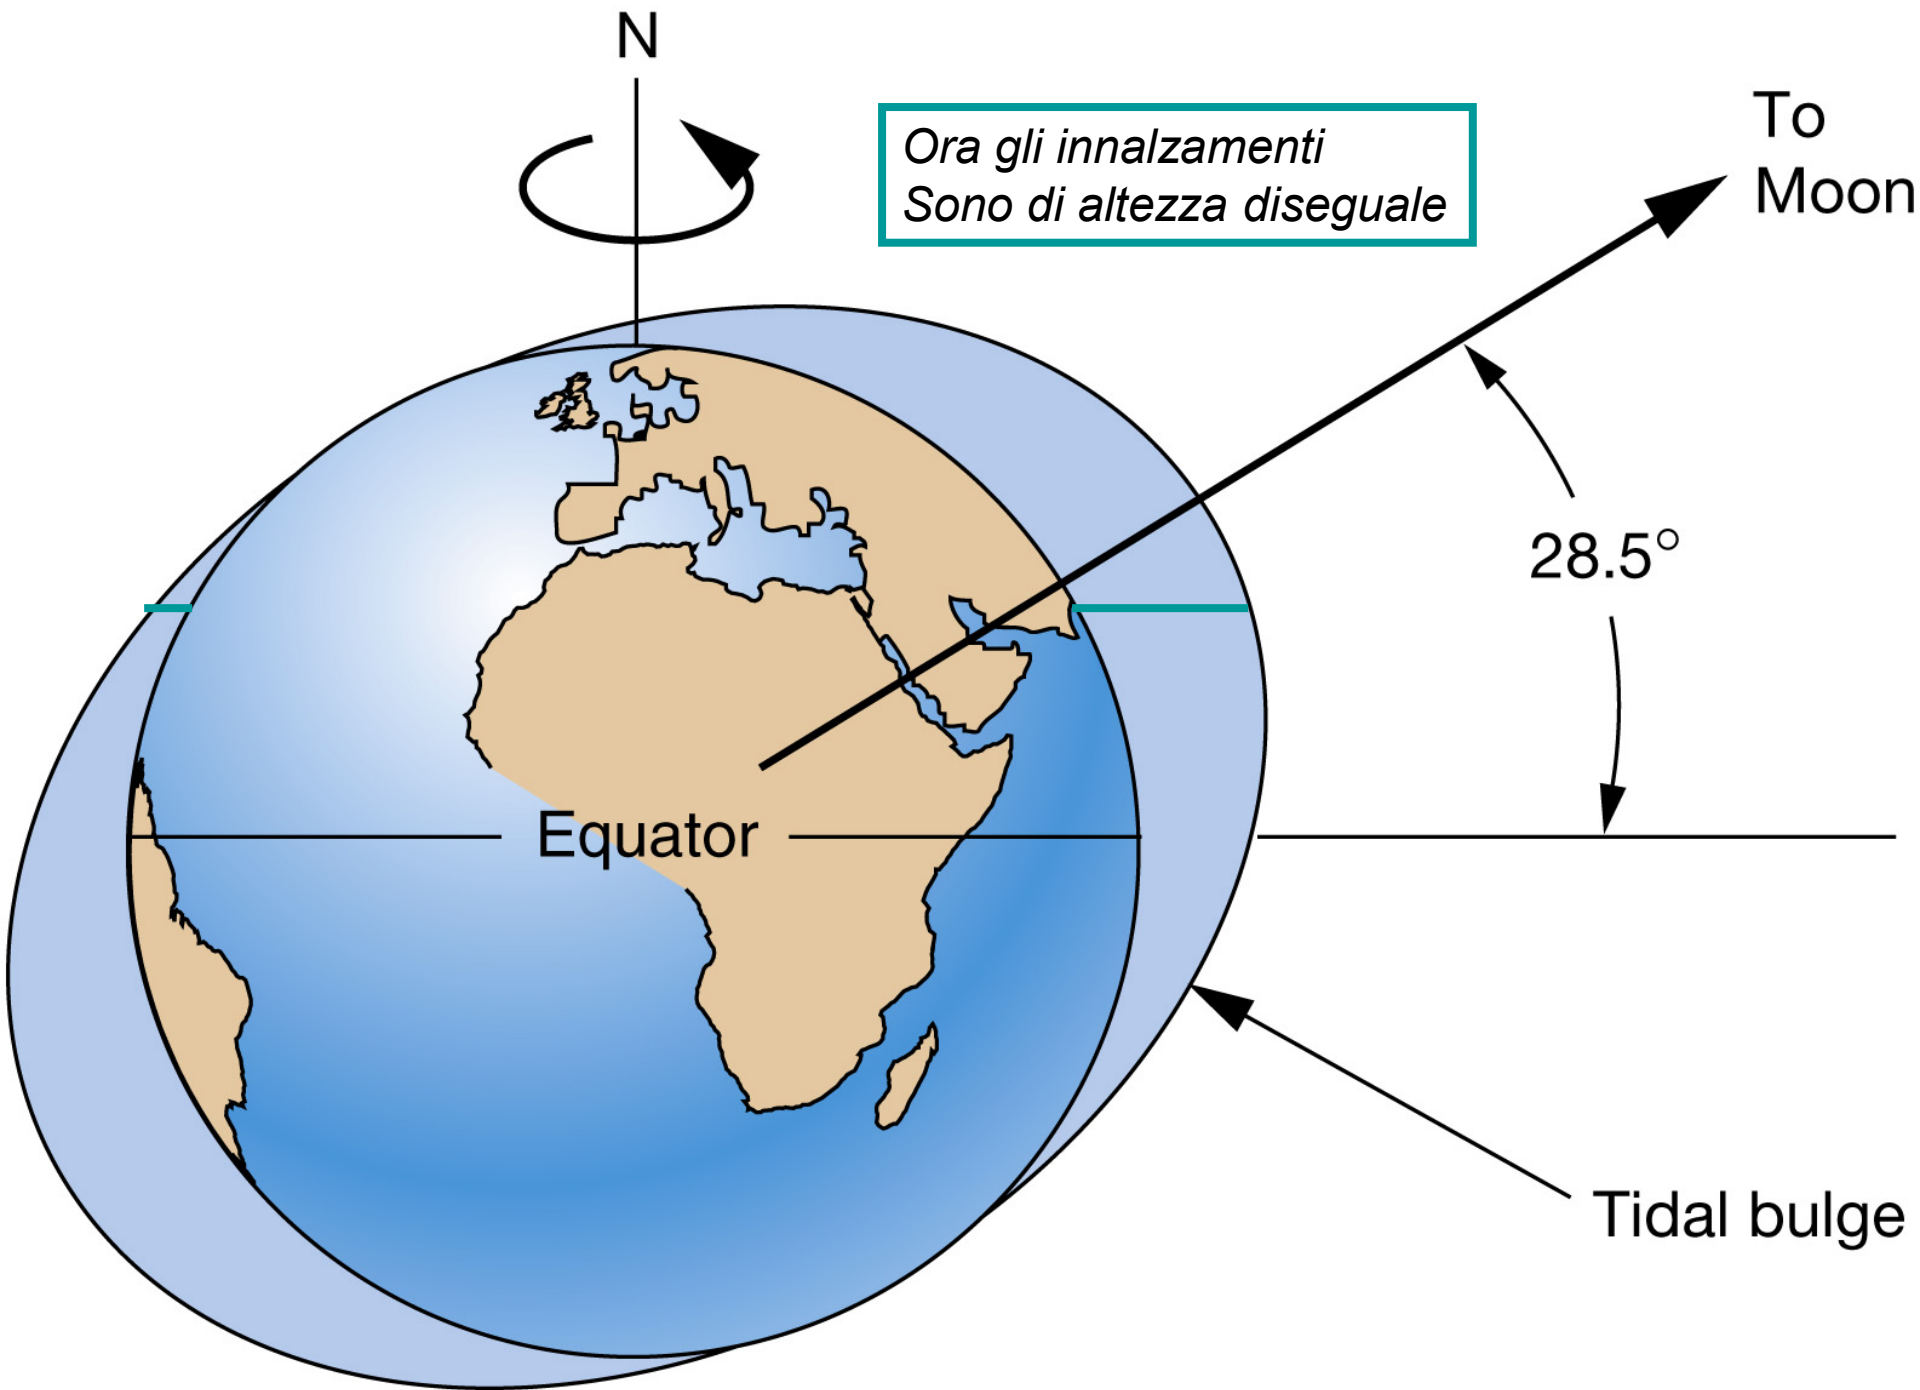 N
Ora gli innalzamenti
Sono di altezza diseguale
To
Moon
28.5°
Equator
Tidal bulge